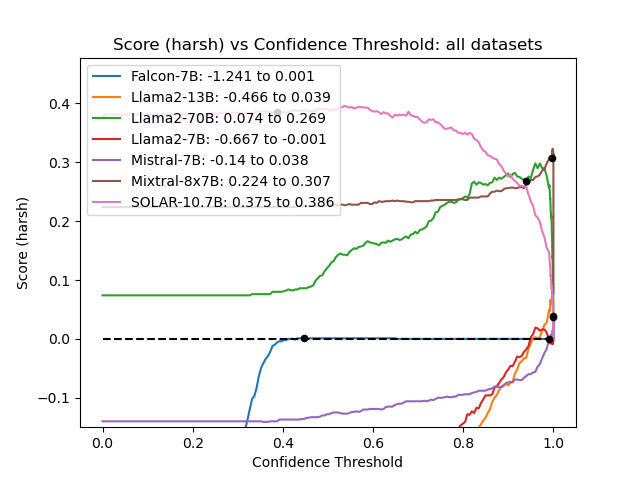 Score (harsh) vs Confidence Threshold: all datasets
Falcon-7B: -1.241 to 0.001
Llama2-13B: -0.466 to 0.039
Llama2-70B: 0.074 to 0.269
Llama2-7B: -0.667 to -0.001
Mistral-7B: -0.14 to 0.038
Mixtral-8x7B: 0.224 to 0.307
SOLAR-10.7B: 0.375 to 0.386
Score (harsh)
0.4
0.3
0.2
0.1
0.0
−0.1
0.0 0.2 0.4 0.6 0.8 1.0
Confidence Threshold